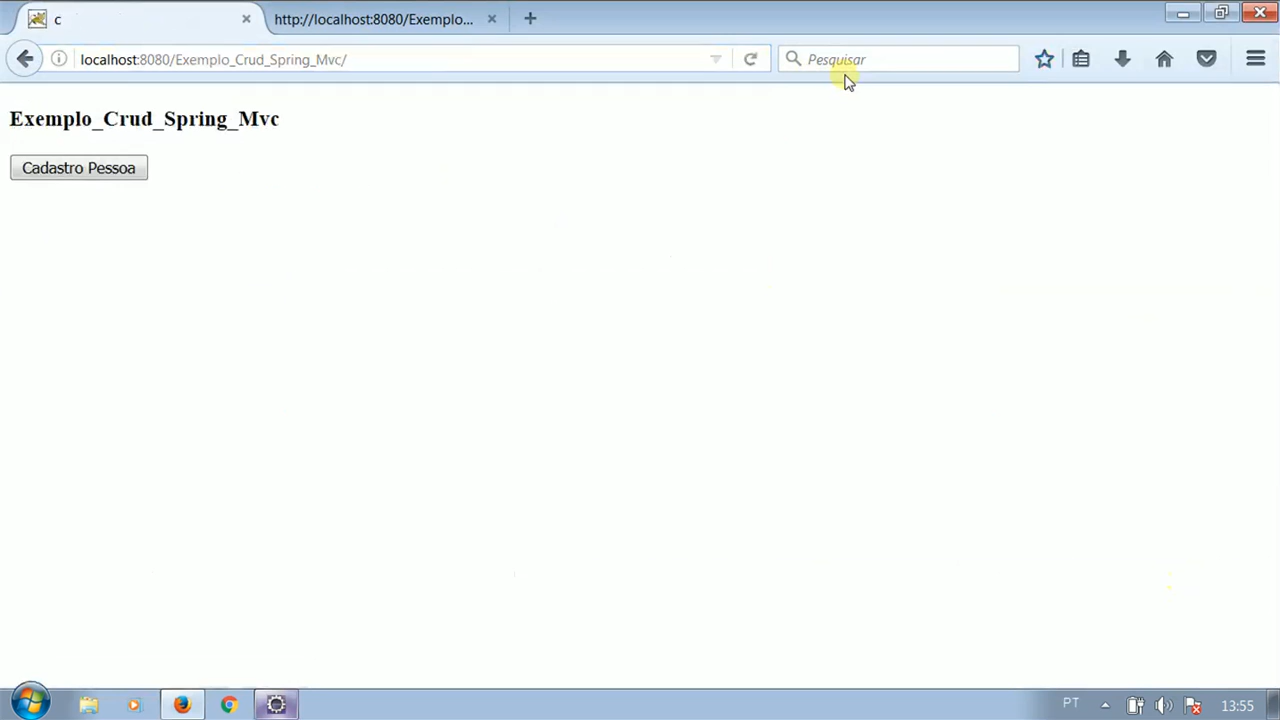 c
http://localhost:8080/Exemplo...
localhost:8080/Exemplo_Crud_Spring_Mvc/
Pesquisar
Exemplo_Crud_Spring_Mvc
Cadastro Pessoa
PT
13:55